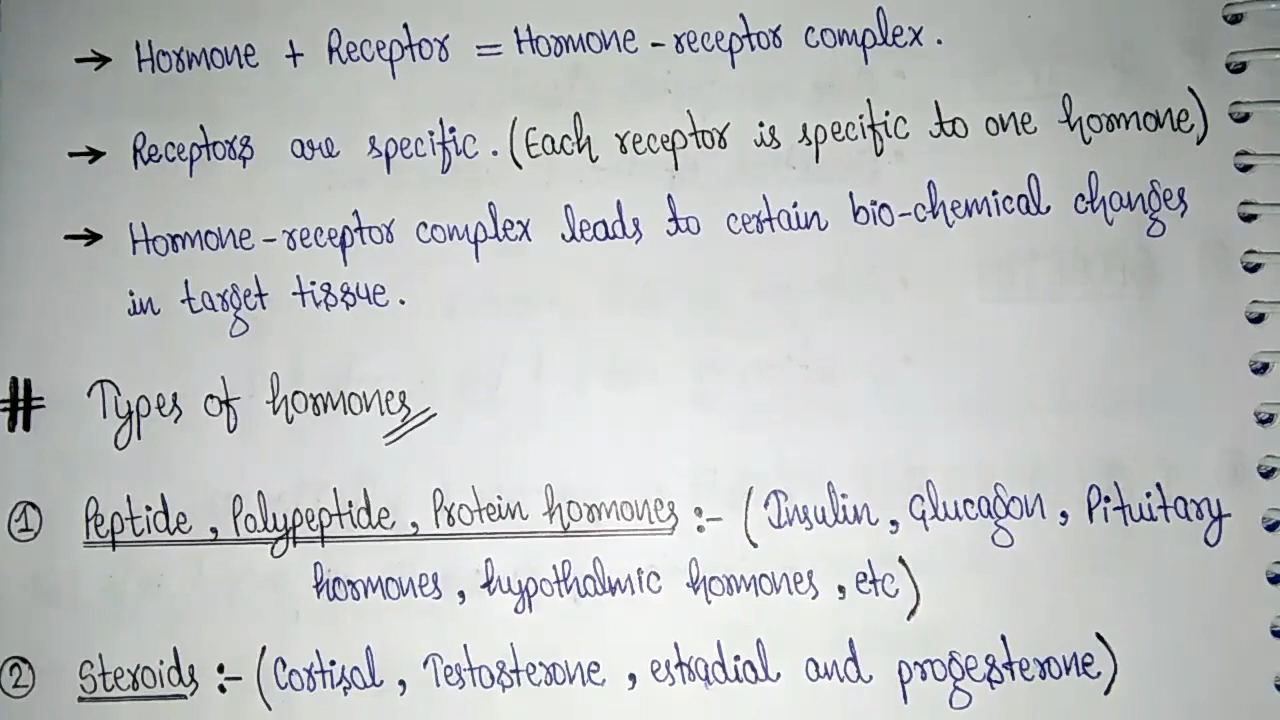 → Hormone + Receptor = Hormone-receptor complex.
→ Receptors are specific. (Each receptor is specific to one hormone)
→ Hormone-receptor complex leads to certain bio-chemical changes
in target tissue.
# Types of hormones
① Peptide, Polypeptide, Protein hormones :- (Insulin, Glucagon, Pituitary
hormones, hypothalmic hormones, etc)
② Steroids :- (Cortisol, Testosterone, estradial and progesterone)